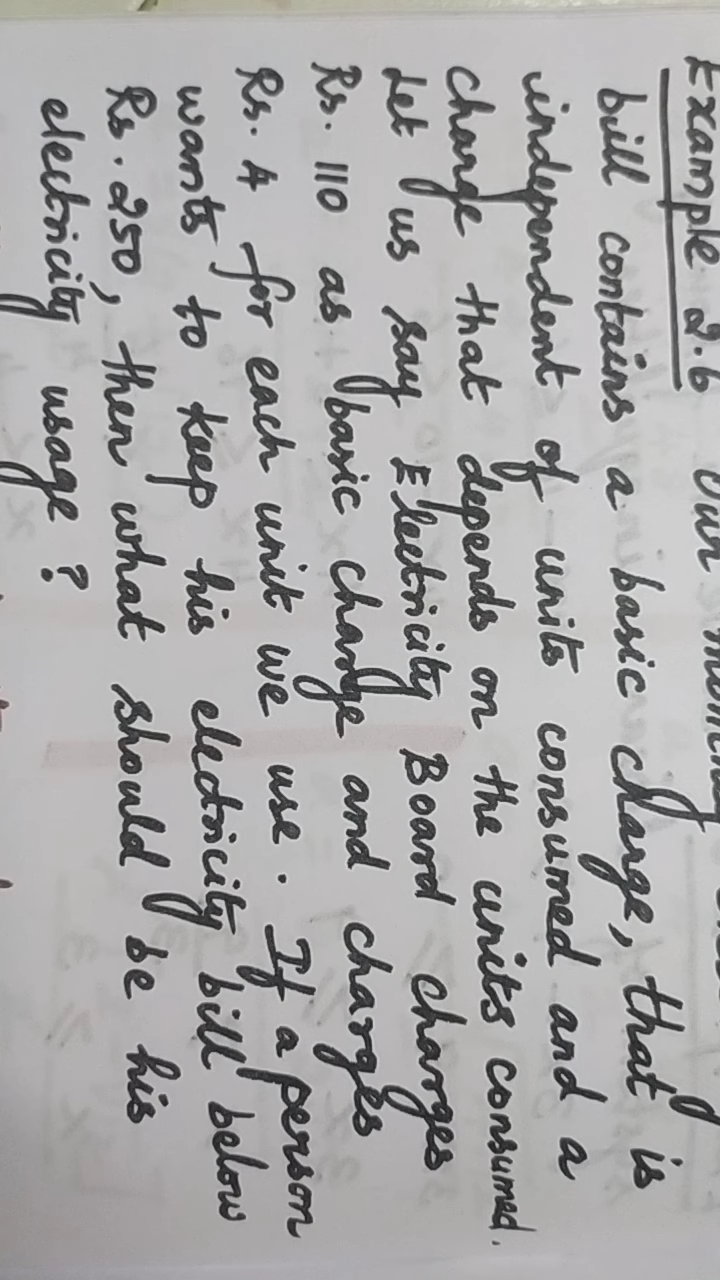 Example 2.6 Our
bill contains a basic charge, that is
independent of units consumed and a
charge that depends on the units consumed.
Let us say Electricity Board charges
Rs. 110 as basic charge and charges
Rs. 4 for each unit we use. If a person
wants to keep his electricity bill below
Rs. 250, then what should be his
electricity usage?